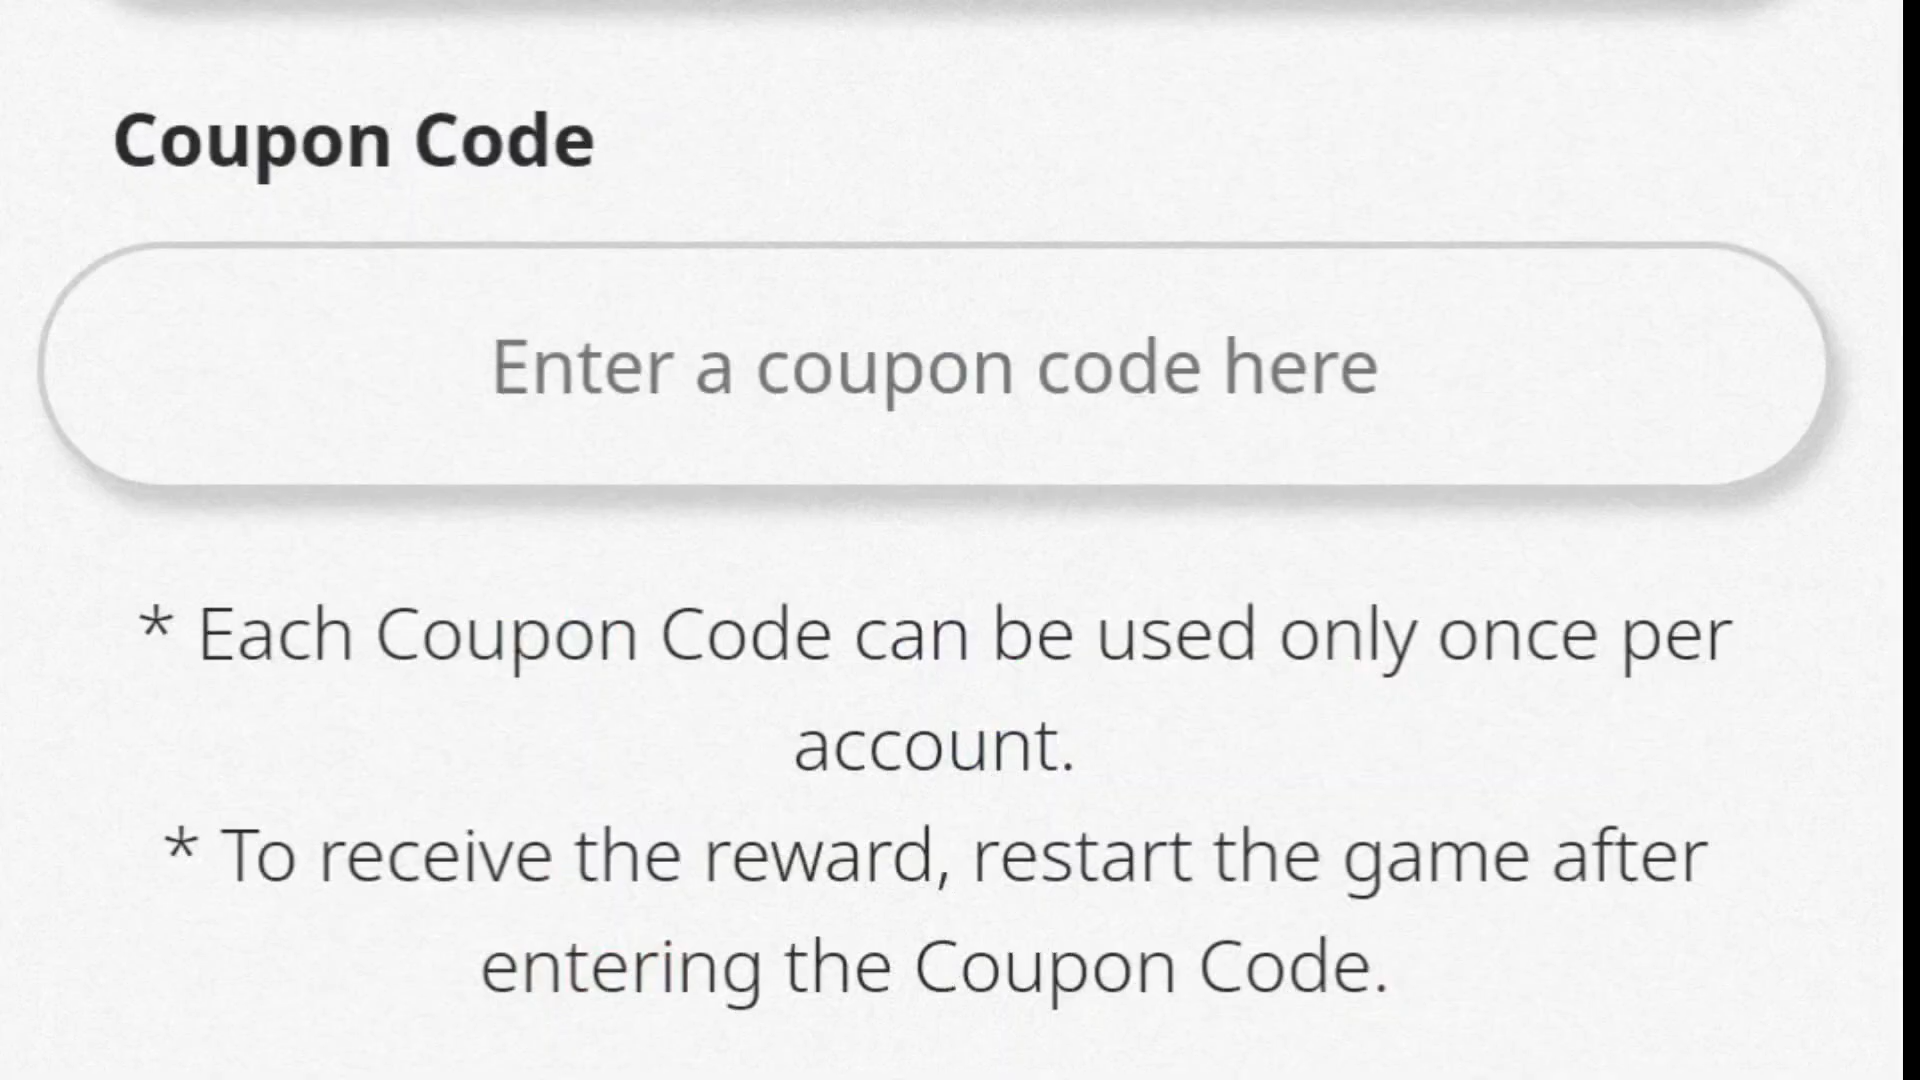 Coupon Code
Enter a coupon code here
* Each Coupon Code can be used only once per
account.
* To receive the reward, restart the game after
entering the Coupon Code.